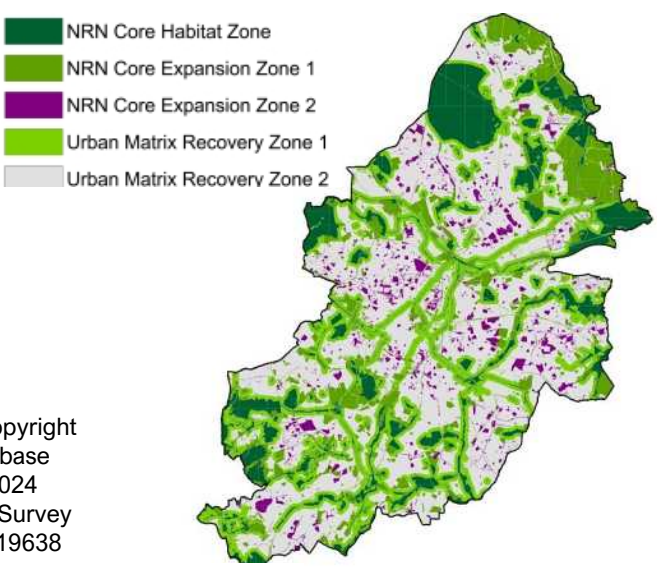 NRN Core Habitat Zone
NRN Core Expansion Zone 1
NRN Core Expansion Zone 2
Urban Matrix Recovery Zone 1
Urban Matrix Recovery Zone 2
opyright
base
024
Survey
19638